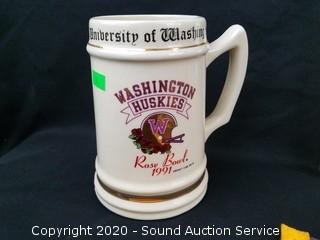 University of Washing
WASHINGTON
HUSKIES
W
Rose Bowl
1991
Copyright 2020 - Sound Auction Service